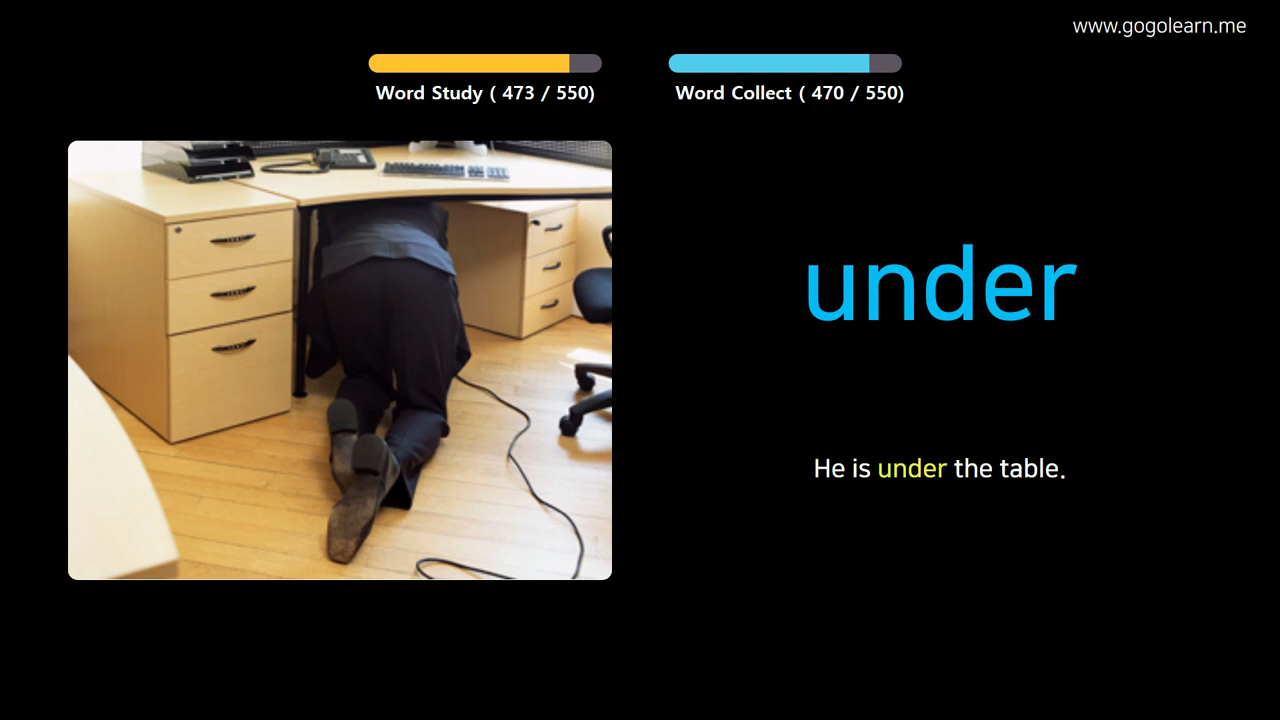 www.gogolearn.me
Word Study ( 473 / 550)
Word Collect ( 470 / 550)
under
He is under the table.